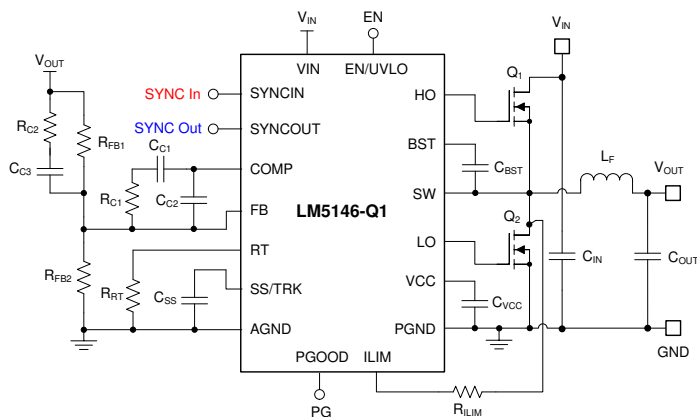 VIN
EN
VIN
VOUT
VIN
EN/UVLO
Q1
SYNC In
SYNCIN
HO
RC2
RFB1
SYNC Out
SYNCOUT
BST
CC1
CC3
COMP
CBST
LF
VOUT
RC1
CC2
SW
FB
LM5146-Q1
Q2
RT
LO
RFB2
CIN
COUT
RRT
CSS
SS/TRK
VCC
CVCC
AGND
PGND
PGOOD
ILIM
GND
PG
RILIM